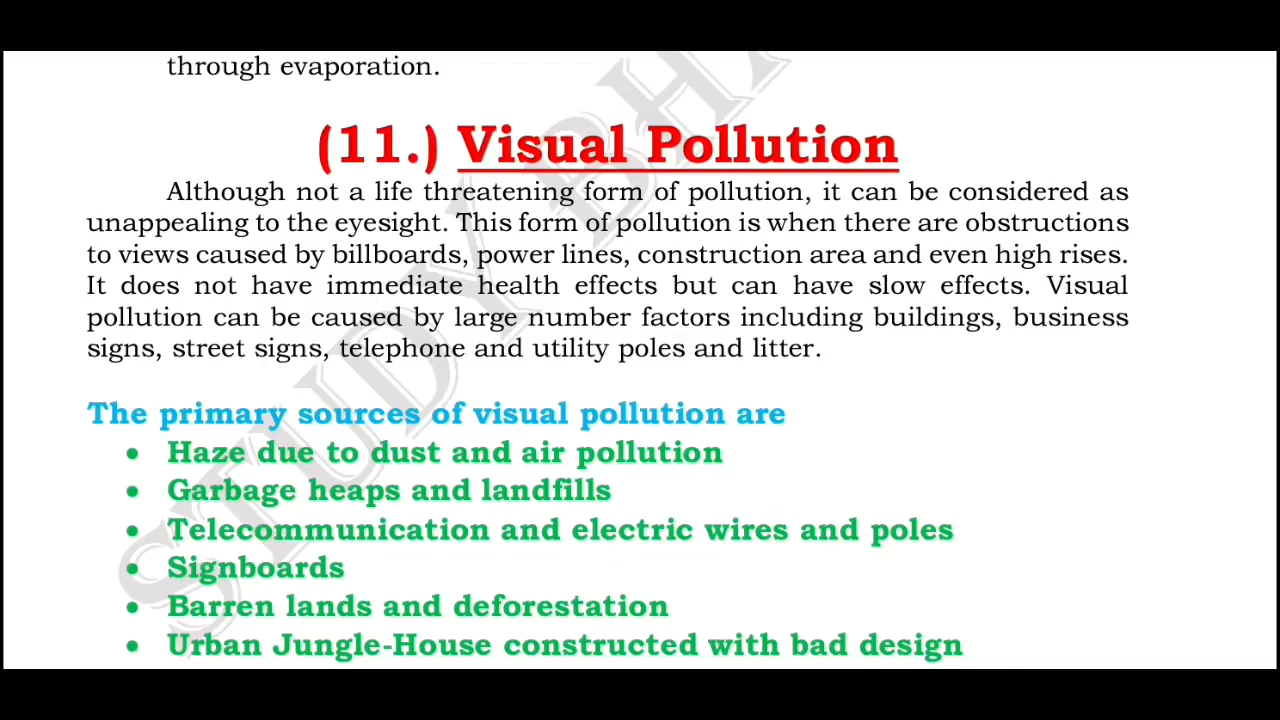 through evaporation.
(11.) Visual Pollution
Although not a life threatening form of pollution, it can be considered as
unappealing to the eyesight. This form of pollution is when there are obstructions
to views caused by billboards, power lines, construction area and even high rises.
It does not have immediate health effects but can have slow effects. Visual
pollution can be caused by large number factors including buildings, business
signs, street signs, telephone and utility poles and litter.
The primary sources of visual pollution are
• Haze due to dust and air pollution
• Garbage heaps and landfills
• Telecommunication and electric wires and poles
• Signboards
• Barren lands and deforestation
• Urban Jungle-House constructed with bad design
STUDY